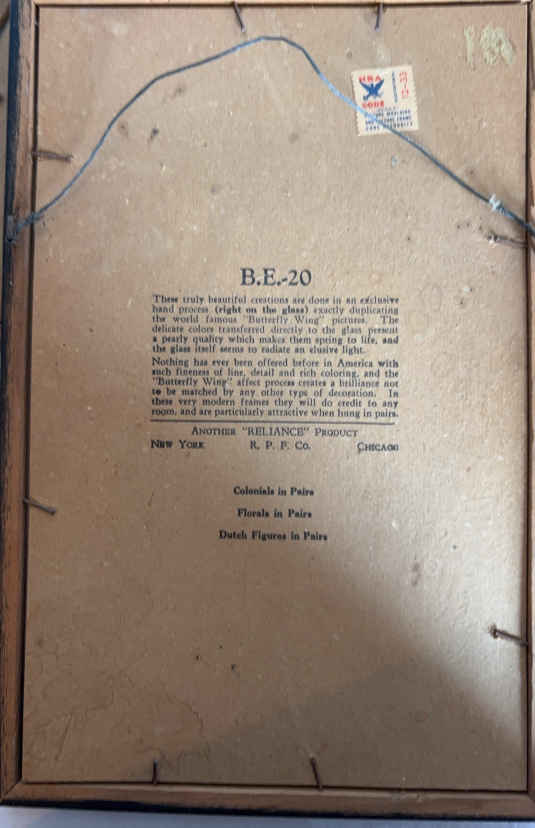 NRA
CODE
12-33
B.E.-20
These truly beautiful creations are done in an exclusive
hand process (right on the glass) exactly duplicating
the world famous "Butterfly Wing" pictures. The
delicate colors transferred directly to the glass present
a pearly quality which makes them spring to life, and
the glass itself seems to radiate an elusive light.
Nothing has ever been offered before in America with
such fineness of line, detail and rich coloring, and the
"Butterfly Wing" affect process creates a brilliance not
to be matched by any other type of decoration. In
these very modern frames they will do credit to any
room, and are particularly attractive when hung in pairs.
Another "RELIANCE" Product
New York R. P. F. Co. Chicago
Colonials in Pairs
Florals in Pairs
Dutch Figures in Pairs